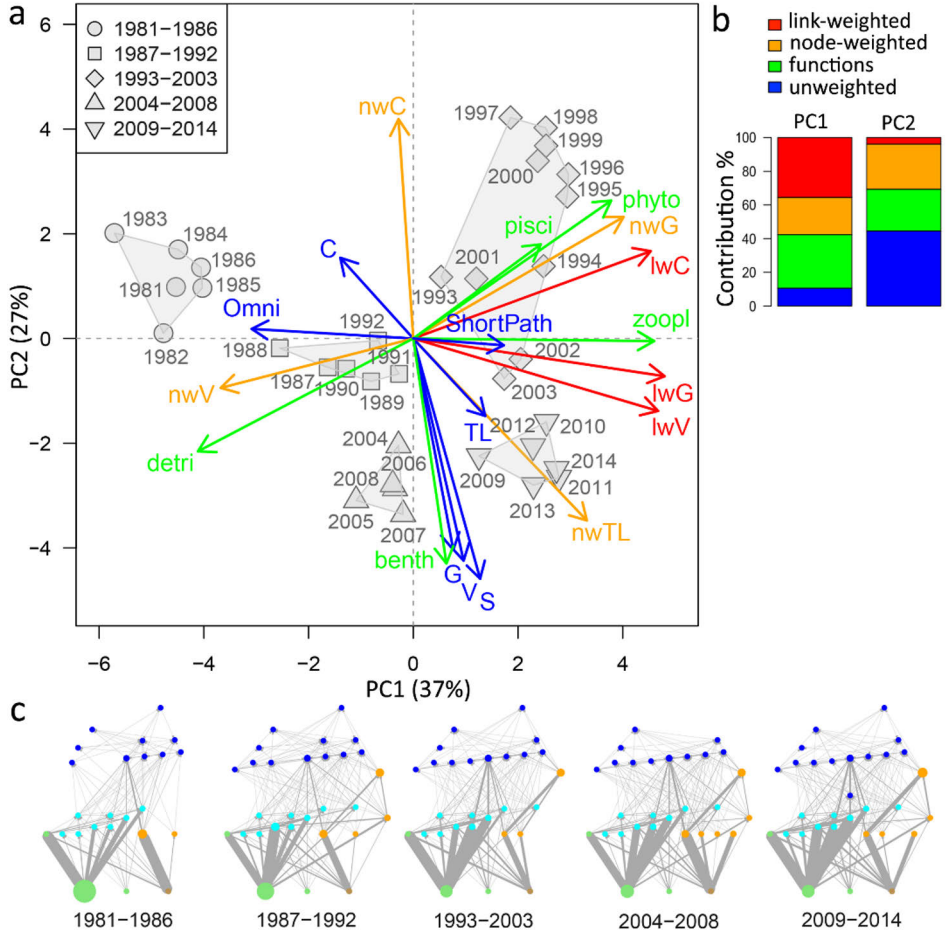 a
6
4
2
0
−2
−4
PC2 (27%)
1981−1986
1987−1992
1993−2003
2004−2008
2009−2014
nwC
1997
1998
1999
2000
1996
1995
phyto
pisci
nwG
1983
1984
1986
1981
1985
1982
C
Omni
2001
1994
1993
lwC
ShortPath
zoopl
1992
1988
1991
1987
1990
1989
2002
2003
nwV
lwG
lwV
TL
detri
2004
2006
2008
2005
2007
2012
2010
2009
2014
2011
2013
nwTL
benth
G
V
S
−6
−4
−2
0
2
4
PC1 (37%)
b
link-weighted
node-weighted
functions
unweighted
PC1
PC2
Contribution %
100
80
60
40
20
0
c
1981−1986
1987−1992
1993−2003
2004−2008
2009−2014